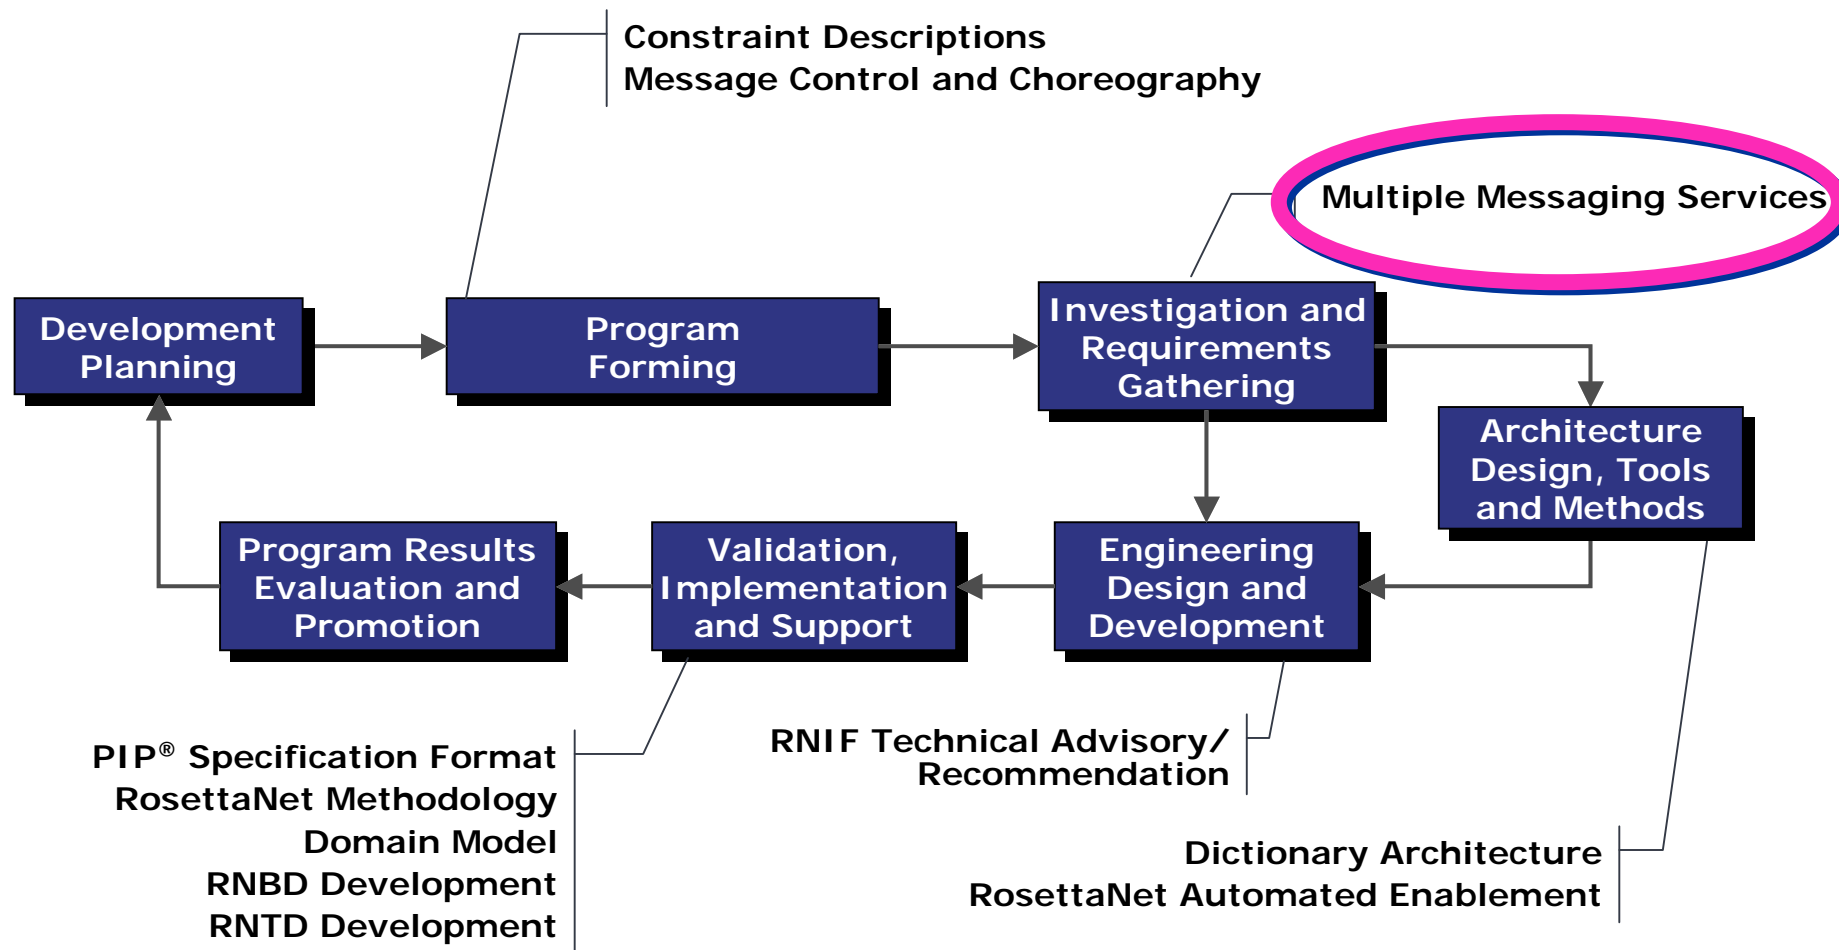 Constraint Descriptions
Message Control and Choreography
Multiple Messaging Services
Development
Planning
Program
Forming
Investigation and
Requirements
Gathering
Architecture
Design, Tools
and Methods
Program Results
Evaluation and
Promotion
Validation,
Implementation
and Support
Engineering
Design and
Development
PIP® Specification Format
RosettaNet Methodology
Domain Model
RNBD Development
RNTD Development
RNIF Technical Advisory/
Recommendation
Dictionary Architecture
RosettaNet Automated Enablement